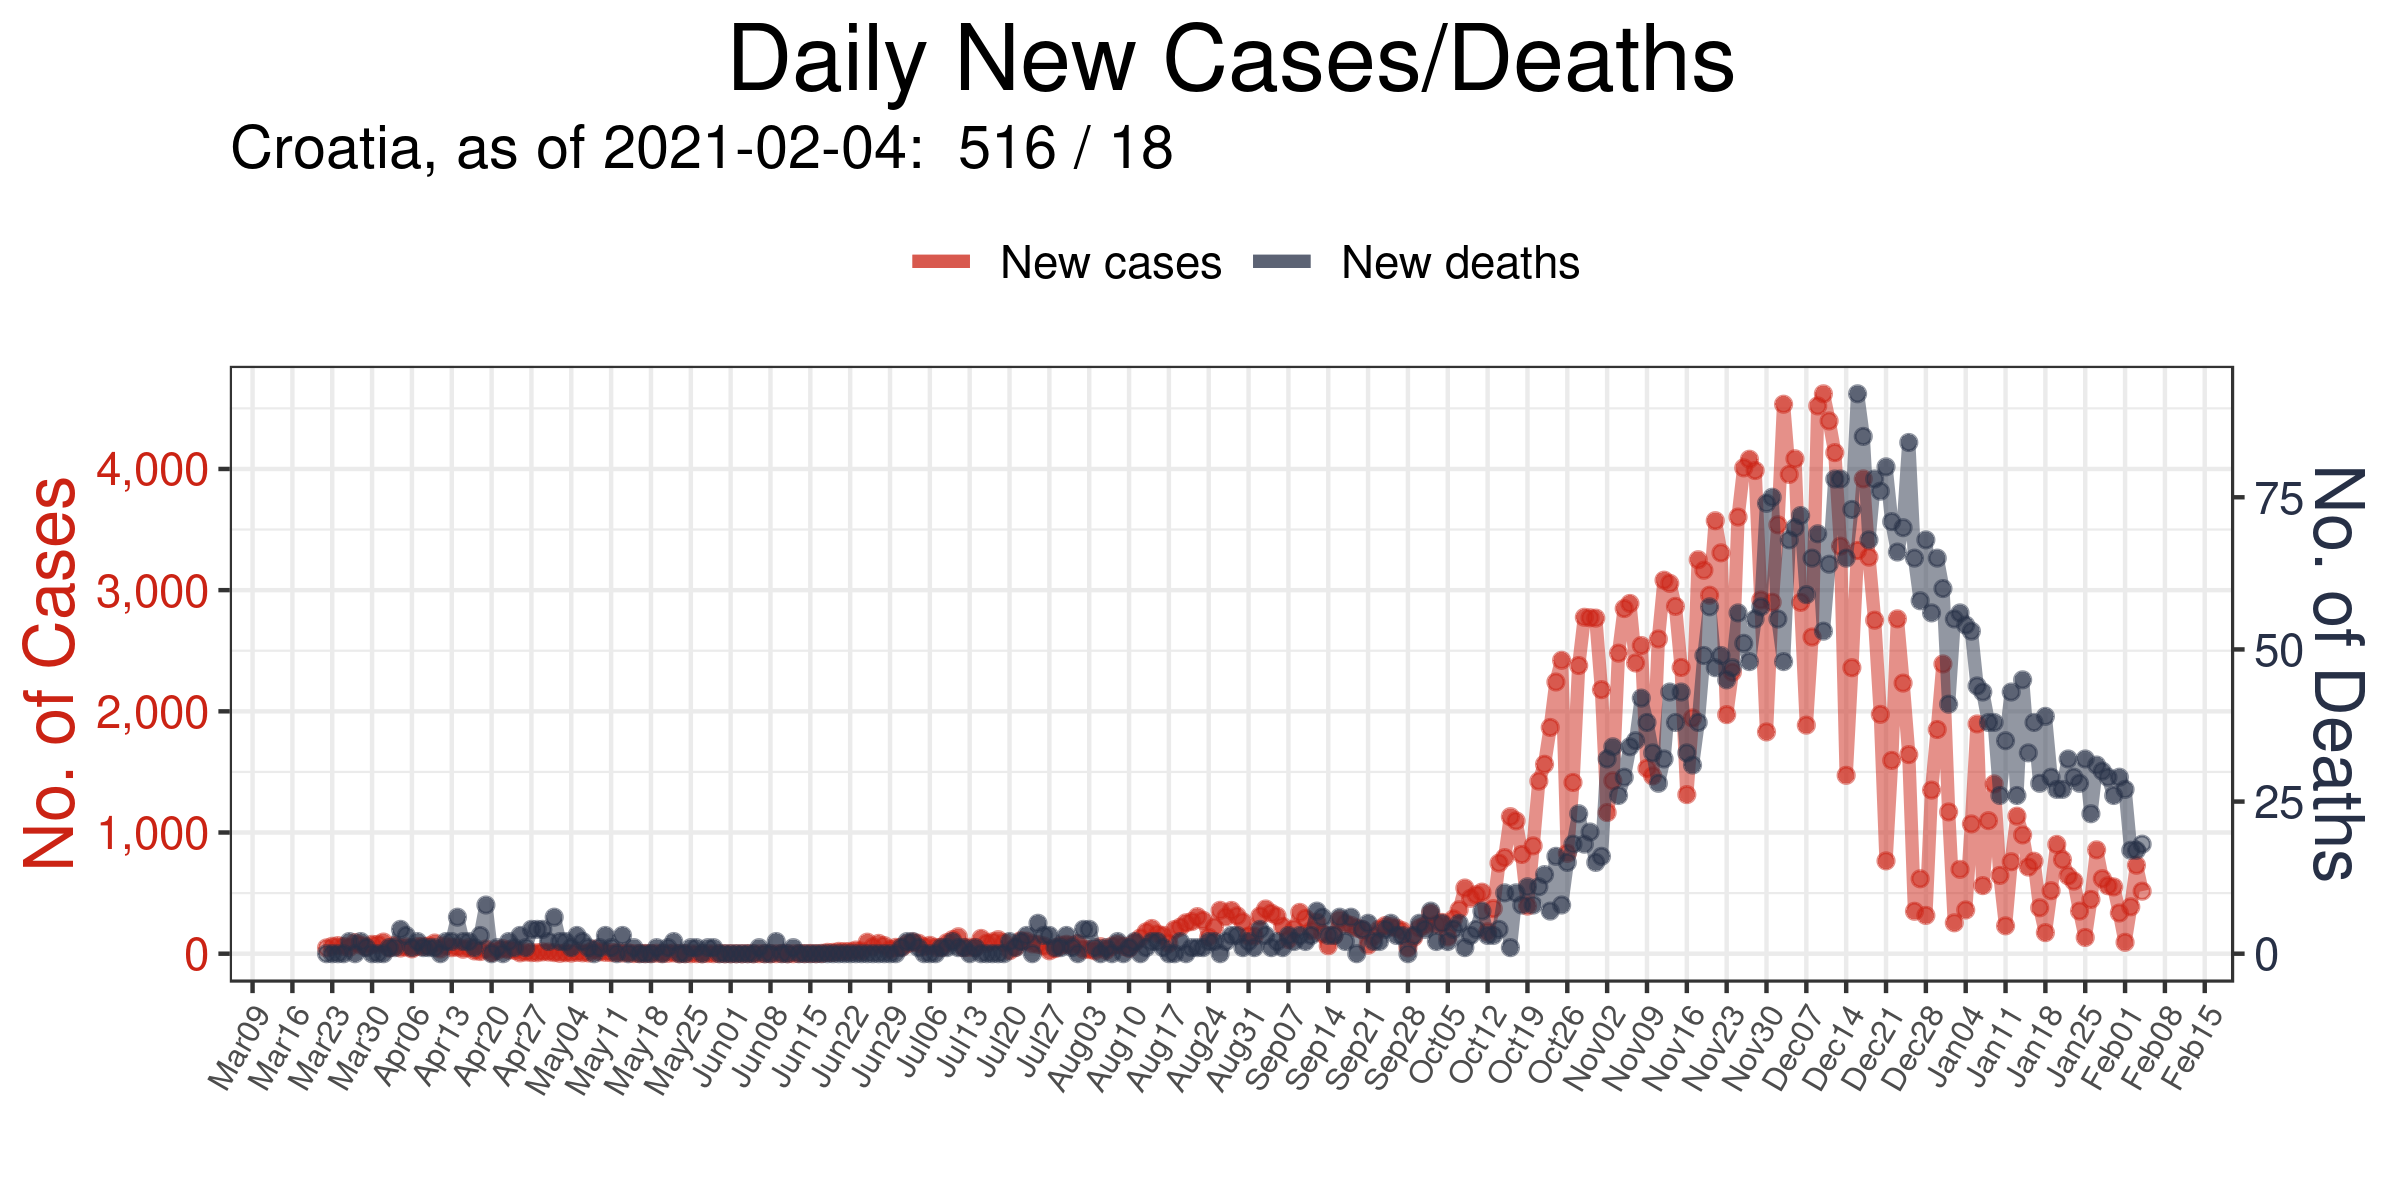 Daily New Cases/Deaths
Croatia, as of 2021-02-04:  516 / 18
New cases
New deaths
No. of Cases
4,000
3,000
2,000
1,000
0
75
50
25
0
No. of Deaths
Mar09
Mar16
Mar23
Mar30
Apr06
Apr13
Apr20
Apr27
May04
May11
May18
May25
Jun01
Jun08
Jun15
Jun22
Jun29
Jul06
Jul13
Jul20
Jul27
Aug03
Aug10
Aug17
Aug24
Aug31
Sep07
Sep14
Sep21
Sep28
Oct05
Oct12
Oct19
Oct26
Nov02
Nov09
Nov16
Nov23
Nov30
Dec07
Dec14
Dec21
Dec28
Jan04
Jan11
Jan18
Jan25
Feb01
Feb08
Feb15